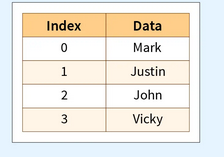 Index Data
0 Mark
1 Justin
2 John
3 Vicky